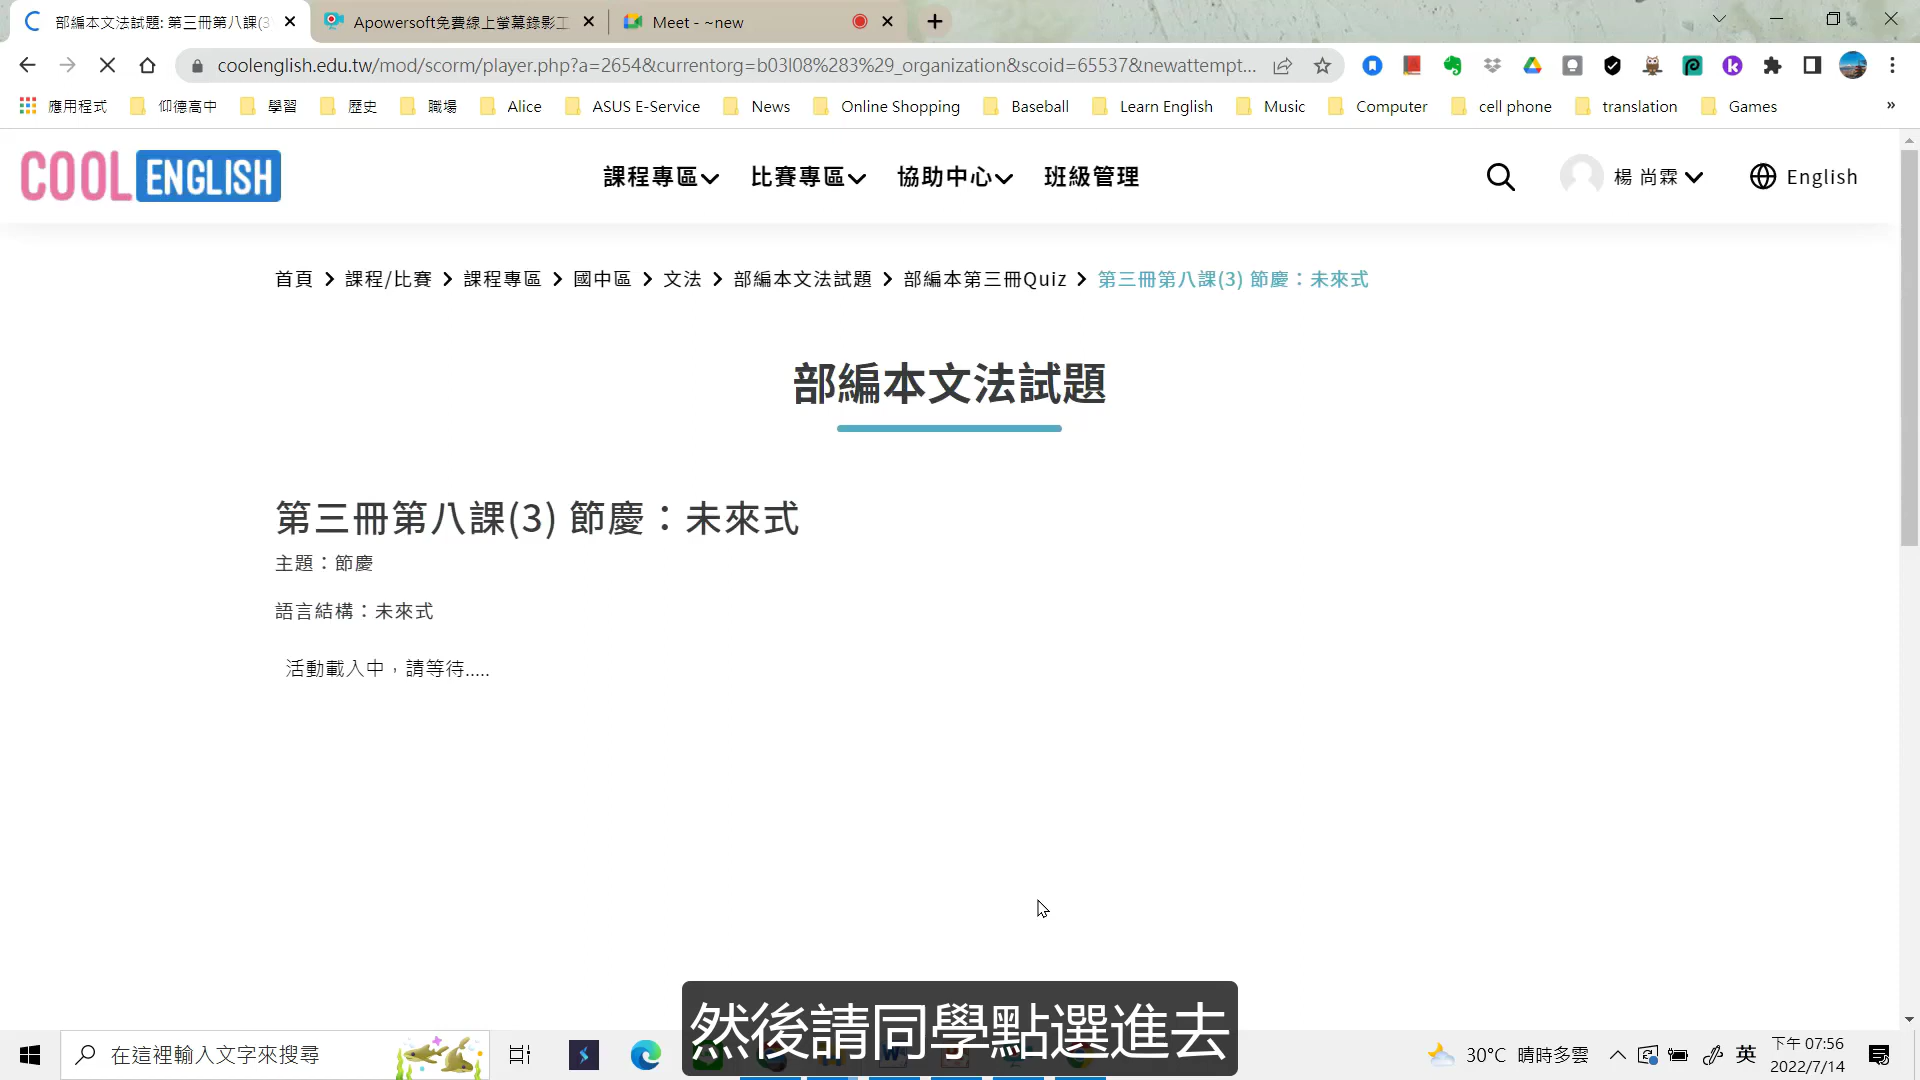 部編本文法試題: 第三冊第八課(3
Apowersoft免費線上螢幕錄影工
Meet - ~new
coolenglish.edu.tw/mod/scorm/player.php?a=2654&currentorg=b03l08%283%29_organization&scoid=65537&newattempt...
應用程式 仰德高中 學習 歷史 職場 Alice ASUS E-Service News Online Shopping Baseball Learn English Music Computer cell phone translation Games »
COOL ENGLISH
課程專區 比賽專區 協助中心 班級管理
楊 尚霖
English
首頁 > 課程/比賽 > 課程專區 > 國中區 > 文法 > 部編本文法試題 > 部編本第三冊Quiz > 第三冊第八課(3) 節慶：未來式
部編本文法試題
第三冊第八課(3) 節慶：未來式
主題：節慶
語言結構：未來式
活動載入中，請等待.....
然後請同學點選進去
在這裡輸入文字來搜尋
30°C 晴時多雲
英
下午 07:56
2022/7/14